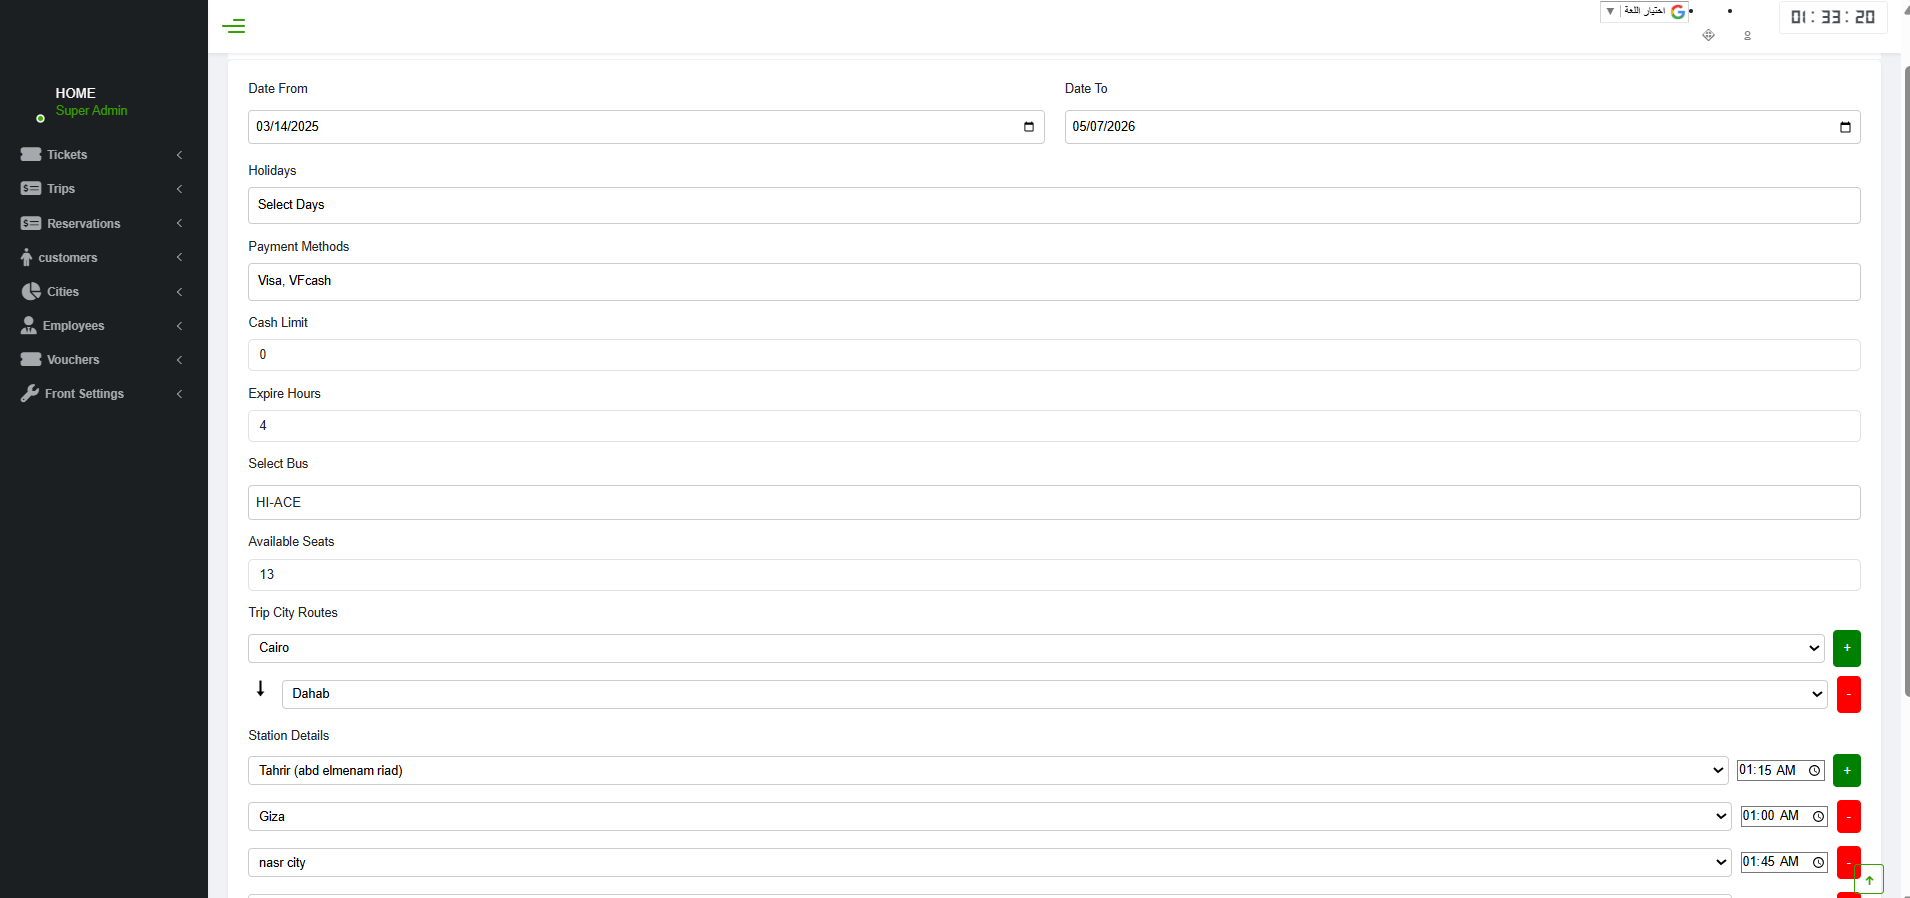 اختيار اللغة
01:33:20
HOME
Super Admin
Tickets
Trips
Reservations
customers
Cities
Employees
Vouchers
Front Settings
Date From
Date To
03/14/2025
05/07/2026
Holidays
Select Days
Payment Methods
Visa, VFcash
Cash Limit
0
Expire Hours
4
Select Bus
HI-ACE
Available Seats
13
Trip City Routes
Cairo
+
Dahab
-
Station Details
Tahrir (abd elmenam riad)
01:15 AM
+
Giza
01:00 AM
-
nasr city
01:45 AM
-